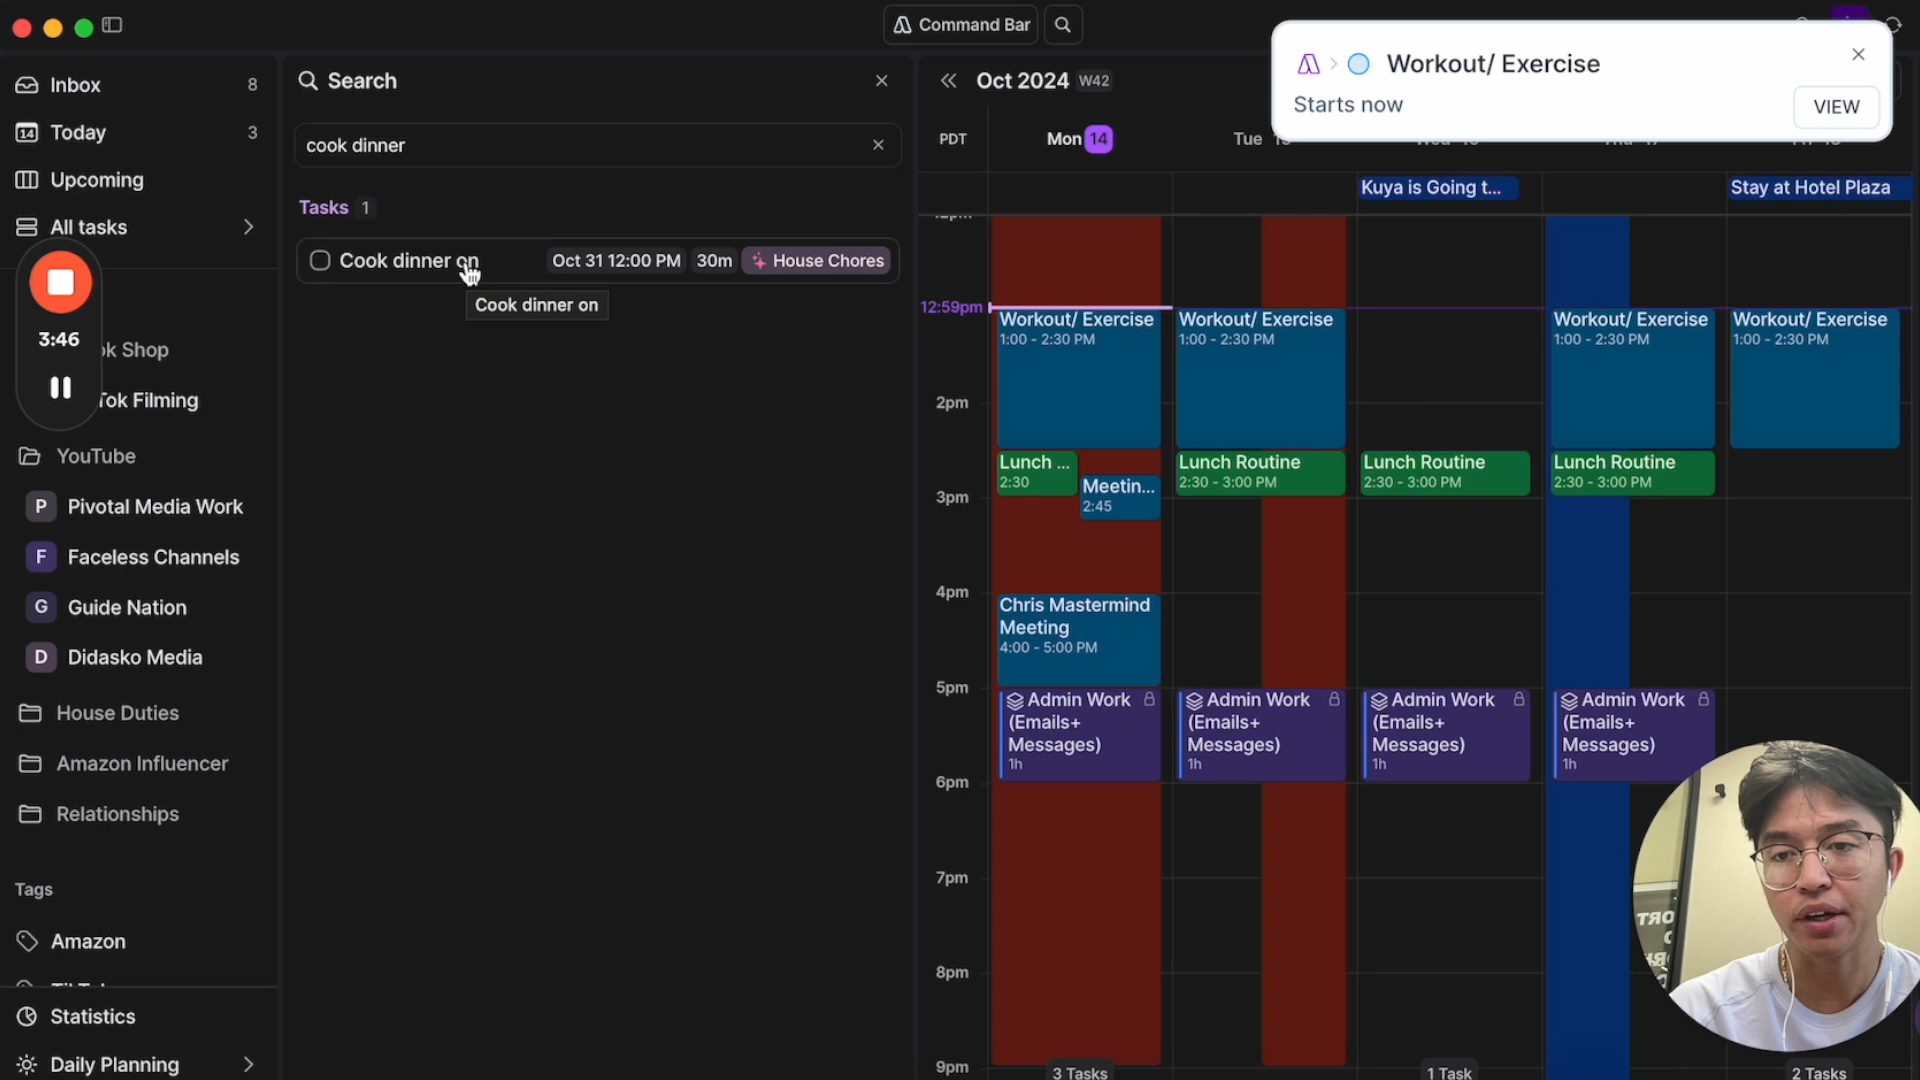 Command Bar
Inbox 8
14 Today 3
Upcoming
All tasks
3:46
k Shop
Tok Filming
YouTube
P Pivotal Media Work
F Faceless Channels
G Guide Nation
D Didasko Media
House Duties
Amazon Influencer
Relationships
Tags
Amazon
Statistics
Daily Planning
Search
cook dinner
Tasks 1
Cook dinner on Oct 31 12:00 PM 30m House Chores
Cook dinner on
Oct 2024 W42
Workout/ Exercise
Starts now
VIEW
PDT Mon 14 Tue
Kuya is Going t... Stay at Hotel Plaza
12:59pm
Workout/ Exercise
1:00 - 2:30 PM
Workout/ Exercise
1:00 - 2:30 PM
Workout/ Exercise
1:00 - 2:30 PM
Workout/ Exercise
1:00 - 2:30 PM
2pm
Lunch ...
2:30
Meetin...
2:45
Lunch Routine
2:30 - 3:00 PM
Lunch Routine
2:30 - 3:00 PM
Lunch Routine
2:30 - 3:00 PM
3pm
4pm
Chris Mastermind
Meeting
4:00 - 5:00 PM
5pm
Admin Work
(Emails+
Messages)
1h
Admin Work
(Emails+
Messages)
1h
Admin Work
(Emails+
Messages)
1h
Admin Work
(Emails+
Messages)
1h
6pm
7pm
8pm
9pm
3 Tasks
1 Task
2 Tasks